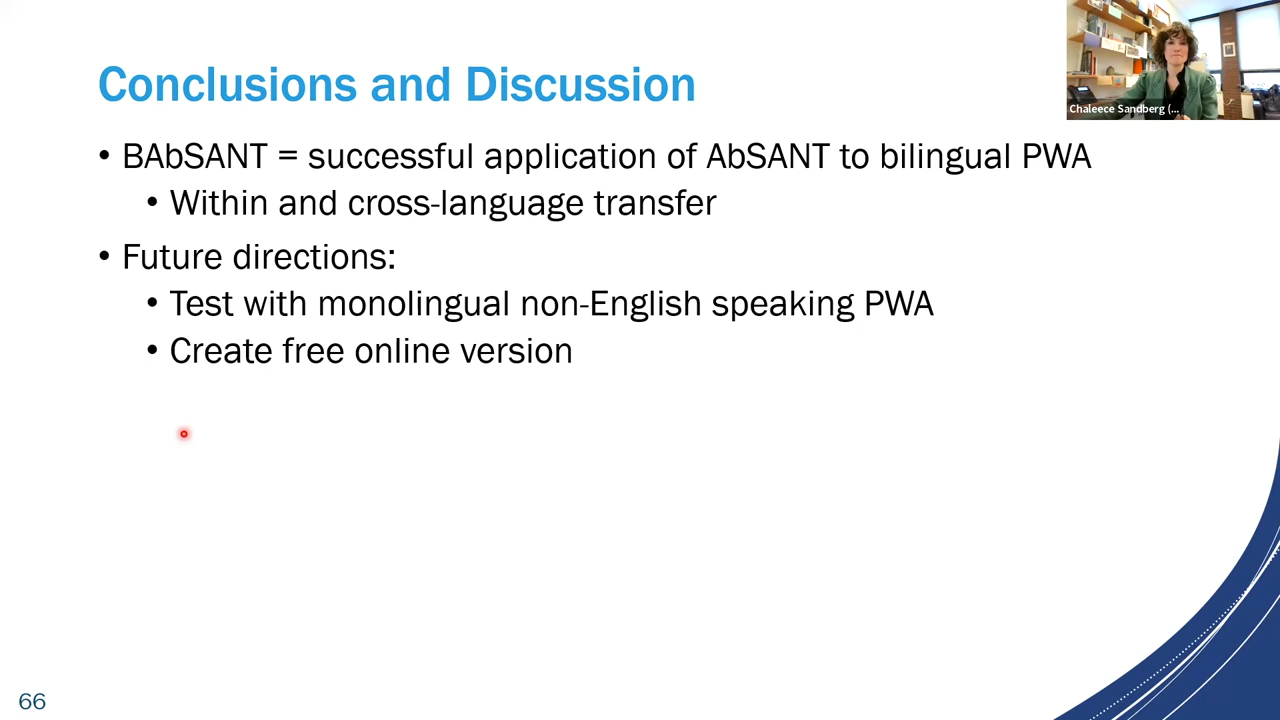 Conclusions and Discussion
Chaleece Sandberg (...
• BAbSANT = successful application of AbSANT to bilingual PWA
• Within and cross-language transfer
• Future directions:
• Test with monolingual non-English speaking PWA
• Create free online version
66